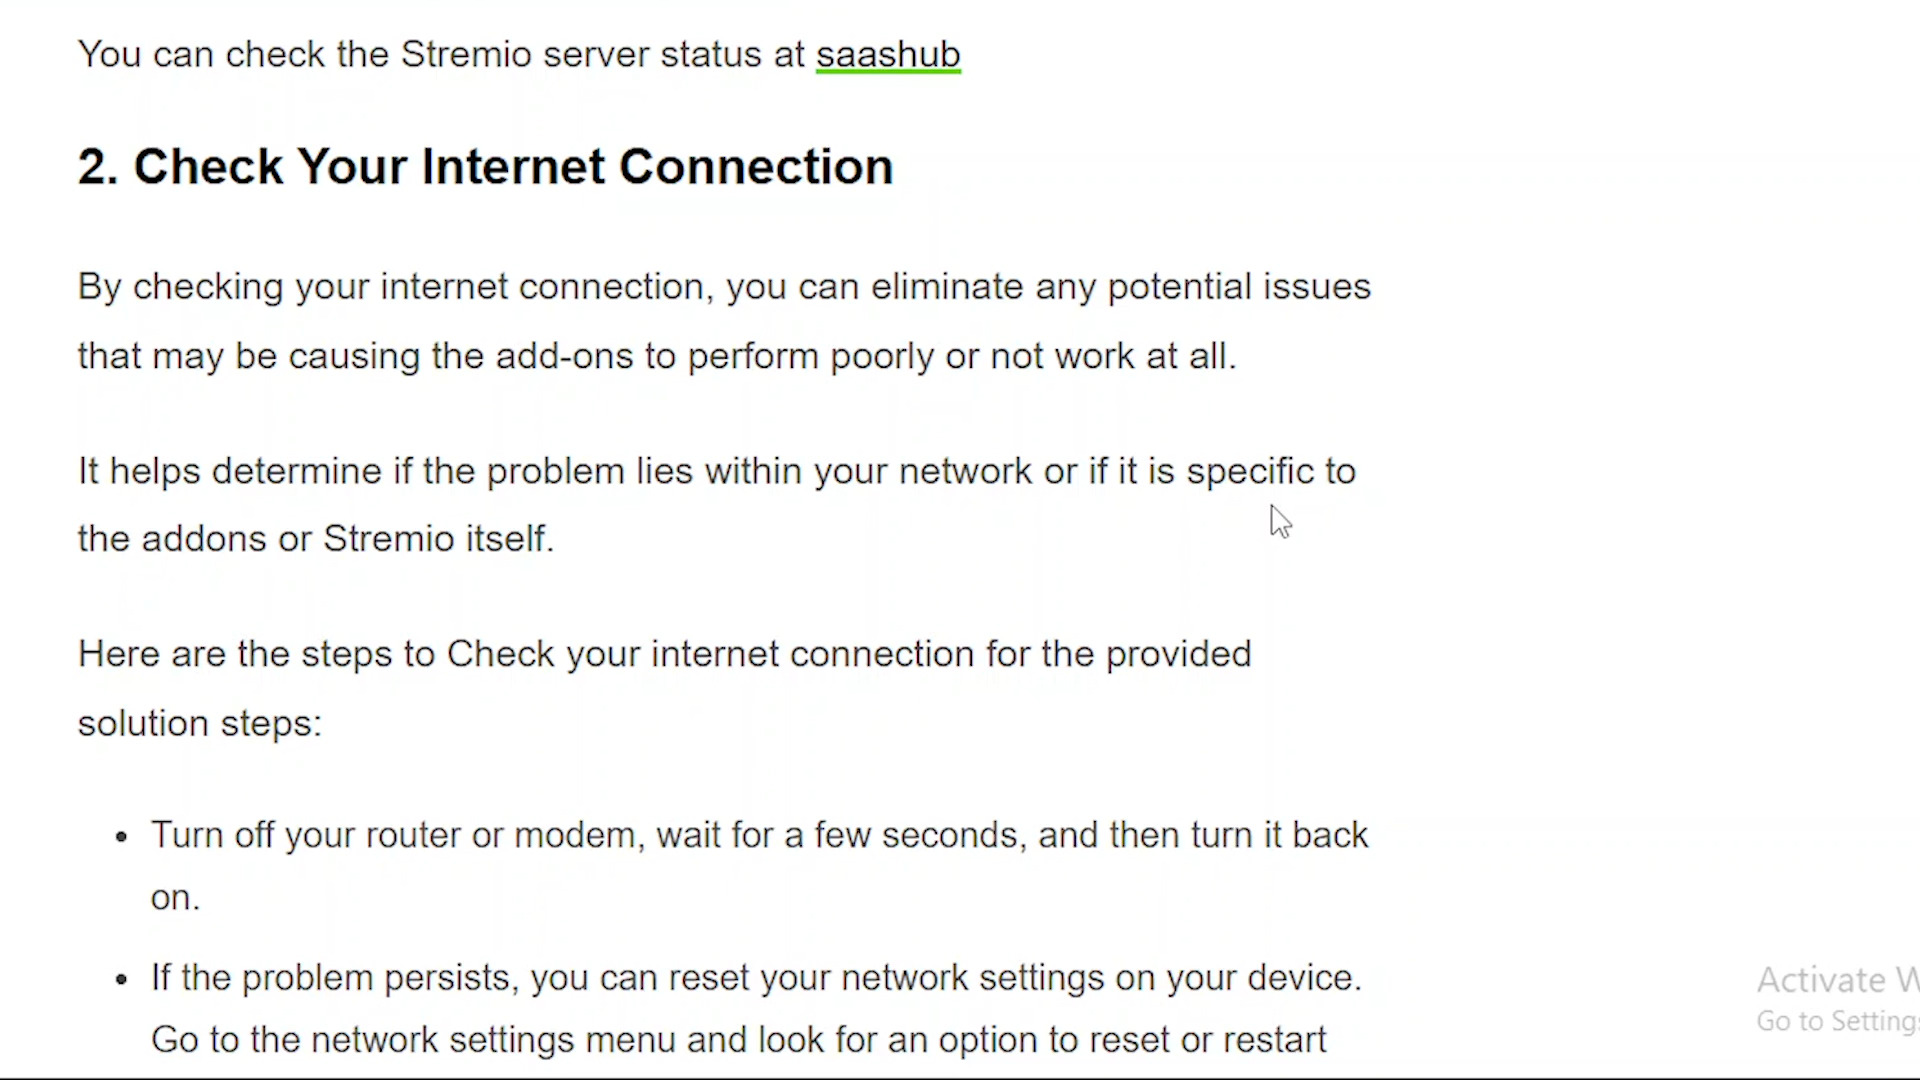 You can check the Stremio server status at saashub
2. Check Your Internet Connection
By checking your internet connection, you can eliminate any potential issues
that may be causing the add-ons to perform poorly or not work at all.
It helps determine if the problem lies within your network or if it is specific to
the addons or Stremio itself.
Here are the steps to Check your internet connection for the provided
solution steps:
• Turn off your router or modem, wait for a few seconds, and then turn it back
on.
• If the problem persists, you can reset your network settings on your device.
Go to the network settings menu and look for an option to reset or restart
Activate W
Go to Settings